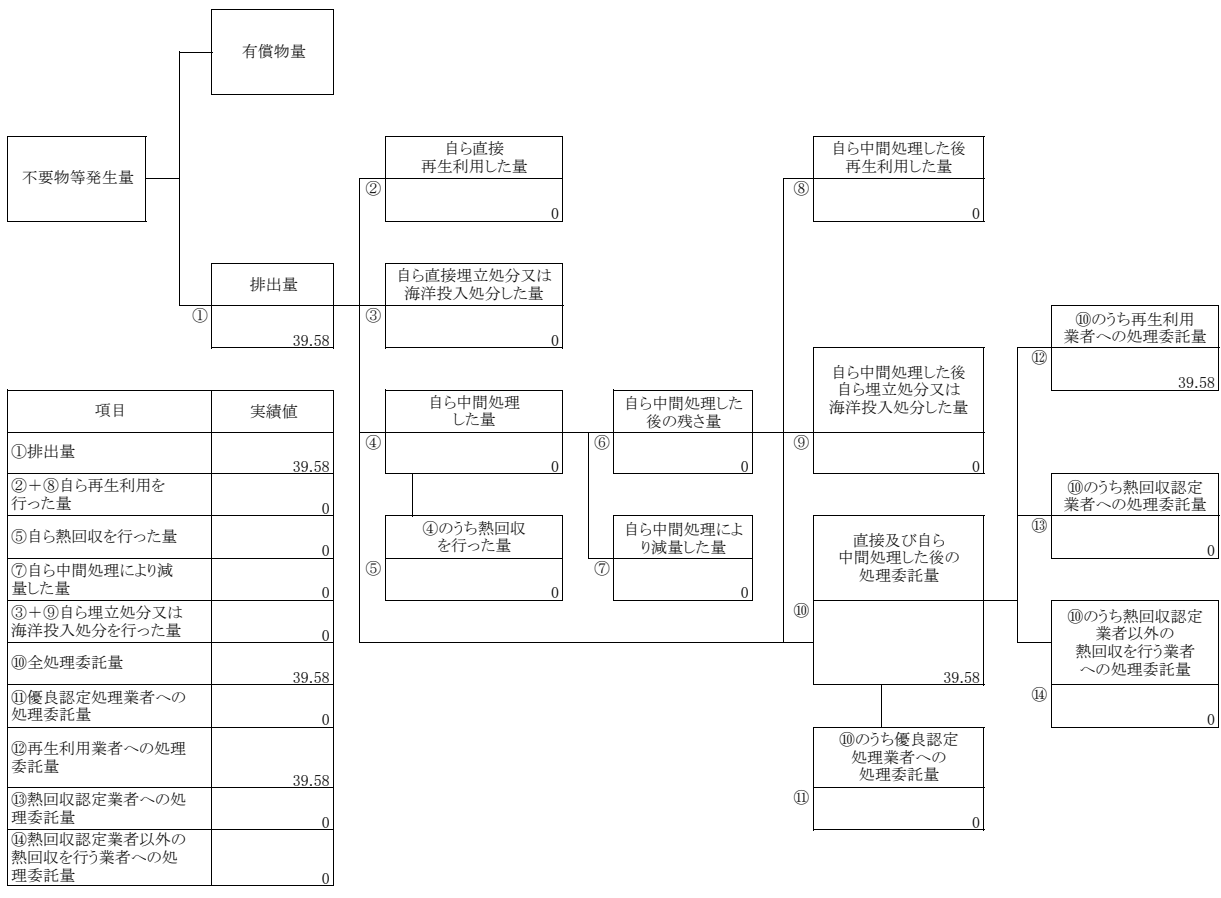 有償物量
不要物等発生量
排出量
①
39.58
自ら直接
再生利用した量
②
0
自ら直接埋立処分又は
海洋投入処分した量
③
0
自ら中間処理
した量
④
0
④のうち熱回収
を行った量
⑤
0
自ら中間処理した
後の残さ量
⑥
0
自ら中間処理によ
り減量した量
⑦
0
自ら中間処理した後
再生利用した量
⑧
0
自ら中間処理した後
自ら埋立処分又は
海洋投入処分した量
⑨
0
直接及び自ら
中間処理した後の
処理委託量
⑩
39.58
⑩のうち優良認定
処理業者への
処理委託量
⑪
0
⑩のうち再生利用
業者への処理委託量
⑫
39.58
⑩のうち熱回収認定
業者への処理委託量
⑬
0
⑩のうち熱回収認定
業者以外の
熱回収を行う業者
への処理委託量
⑭
0
項目 実績値
①排出量
39.58
②＋⑧自ら再生利用を
行った量
0
⑤自ら熱回収を行った量
0
⑦自ら中間処理により減
量した量
0
③＋⑨自ら埋立処分又は
海洋投入処分を行った量
0
⑩全処理委託量
39.58
⑪優良認定処理業者への
処理委託量
0
⑫再生利用業者への処理
委託量
39.58
⑬熱回収認定業者への処
理委託量
0
⑭熱回収認定業者以外の
熱回収を行う業者への処
理委託量
0